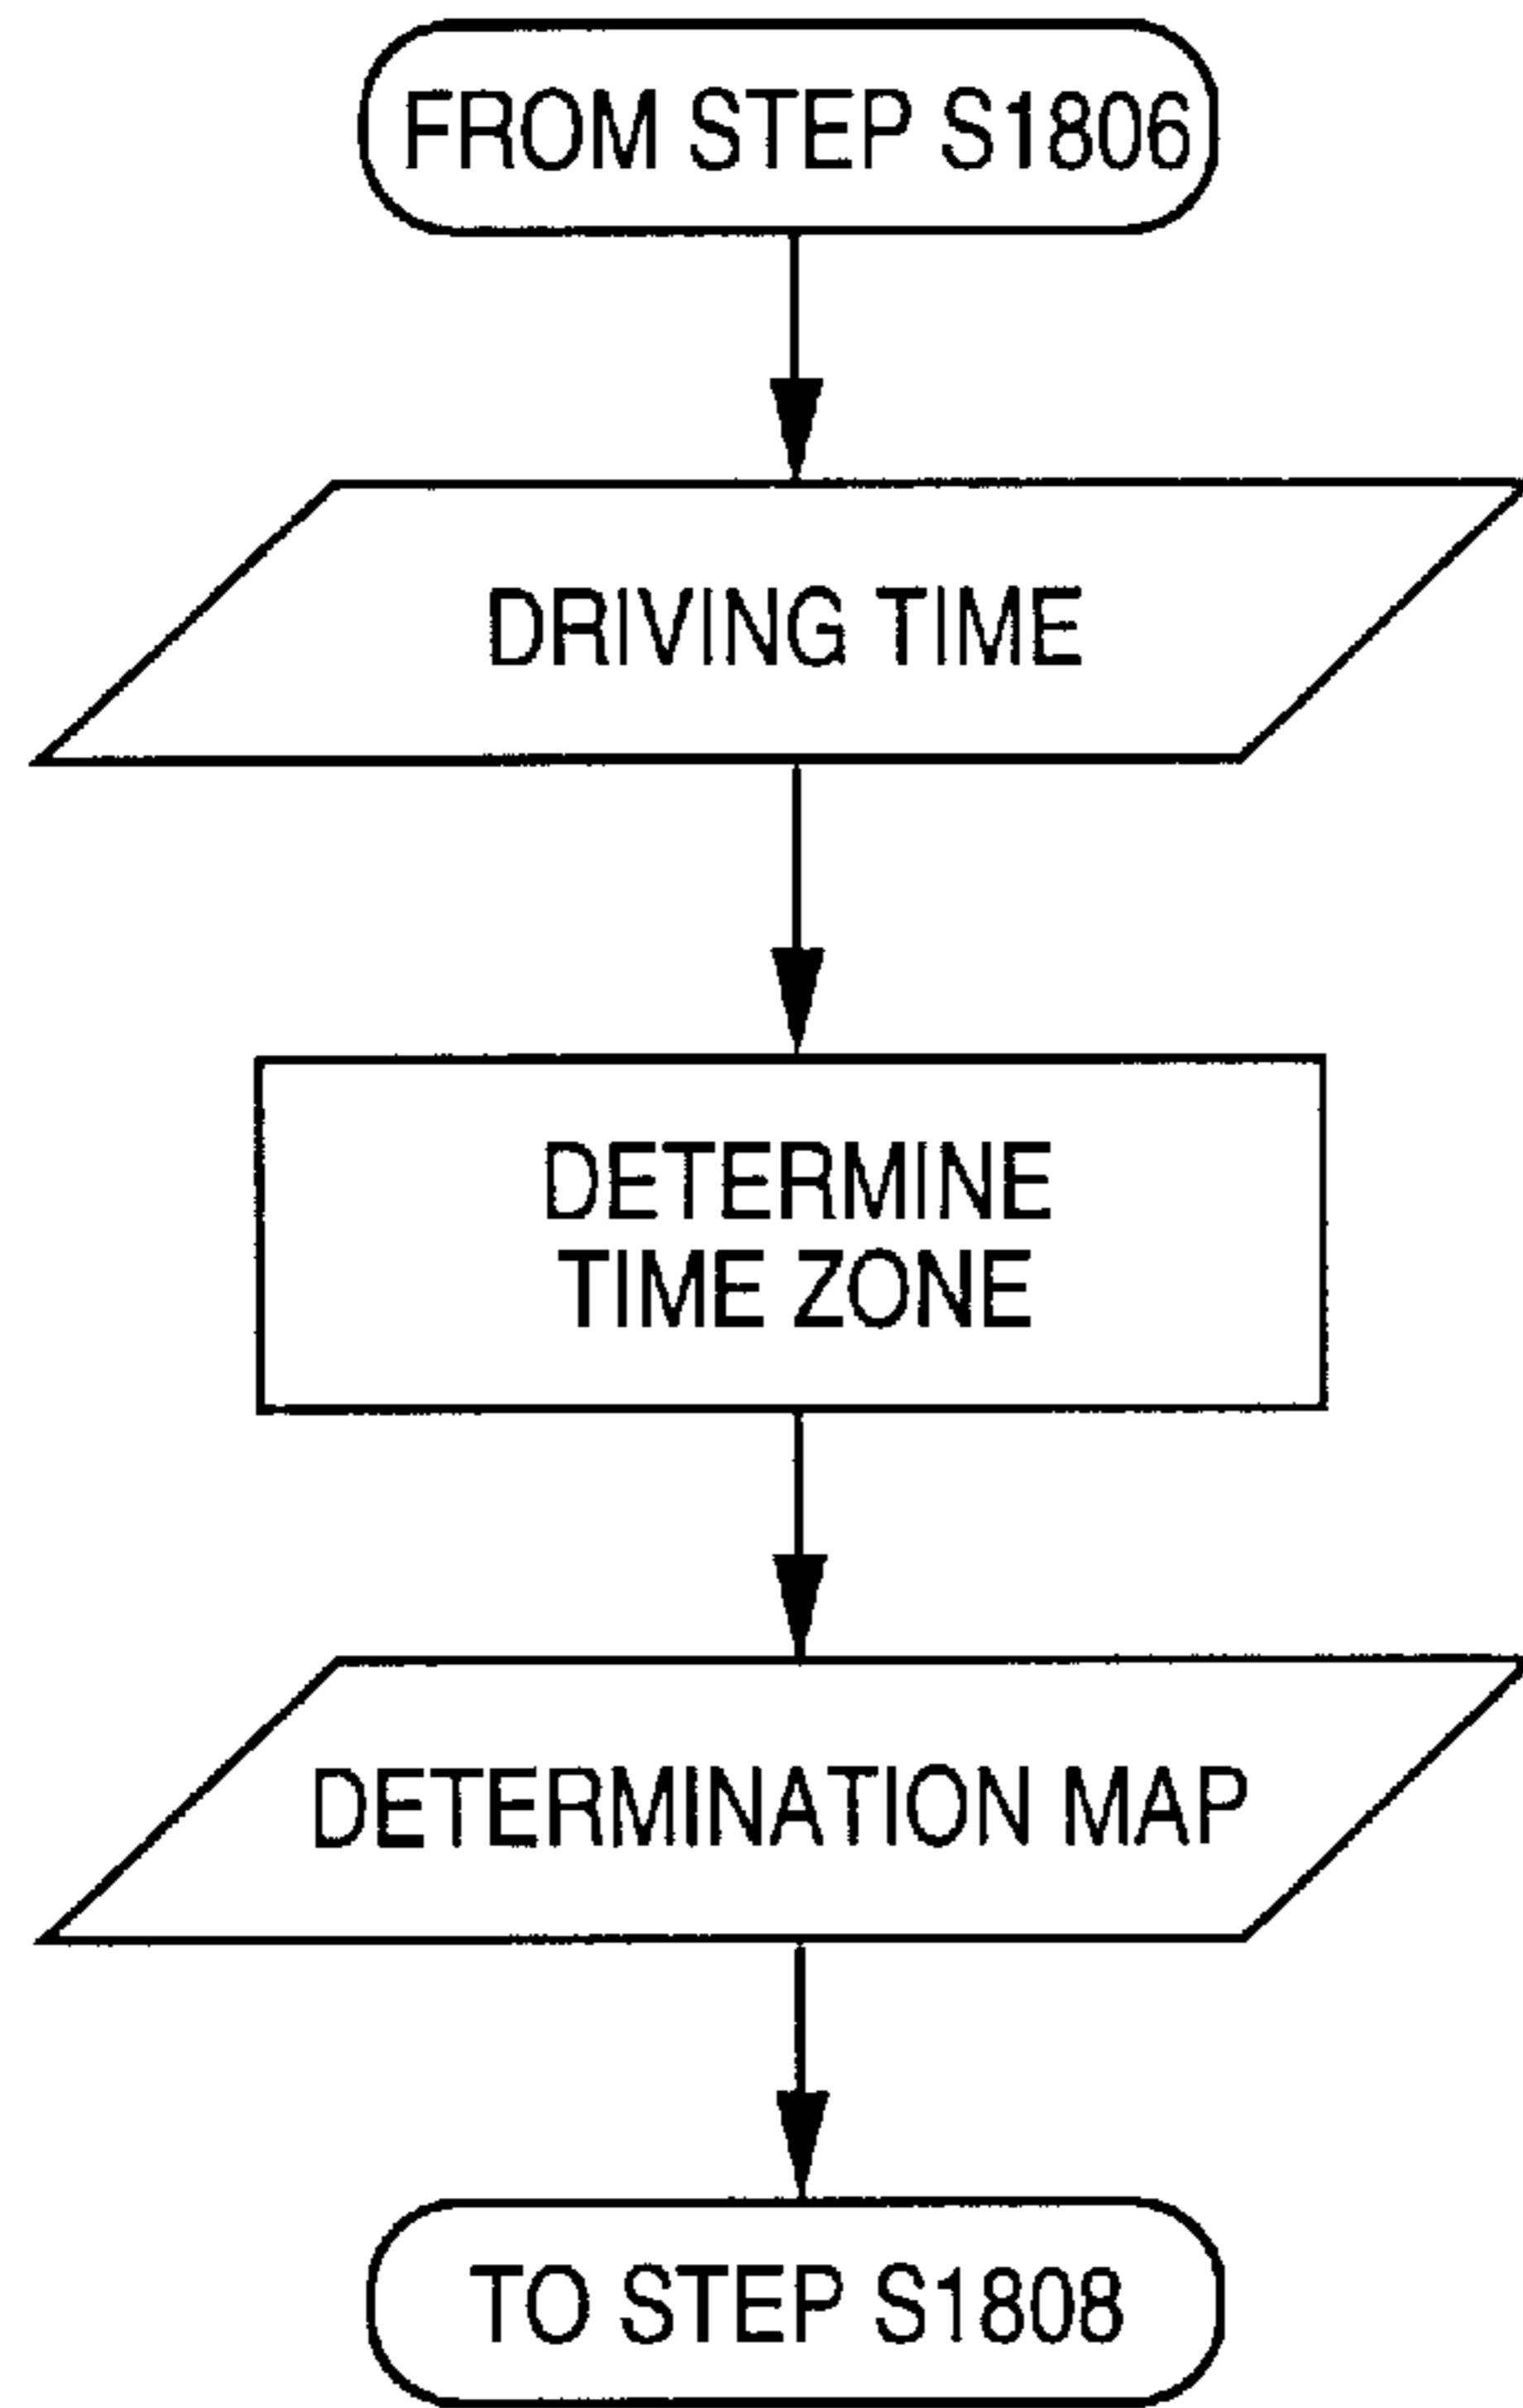 FROM STEP S1806
DRIVING TIME
DETERMINE
TIME ZONE
DETERMINATION MAP
TO STEP S1808